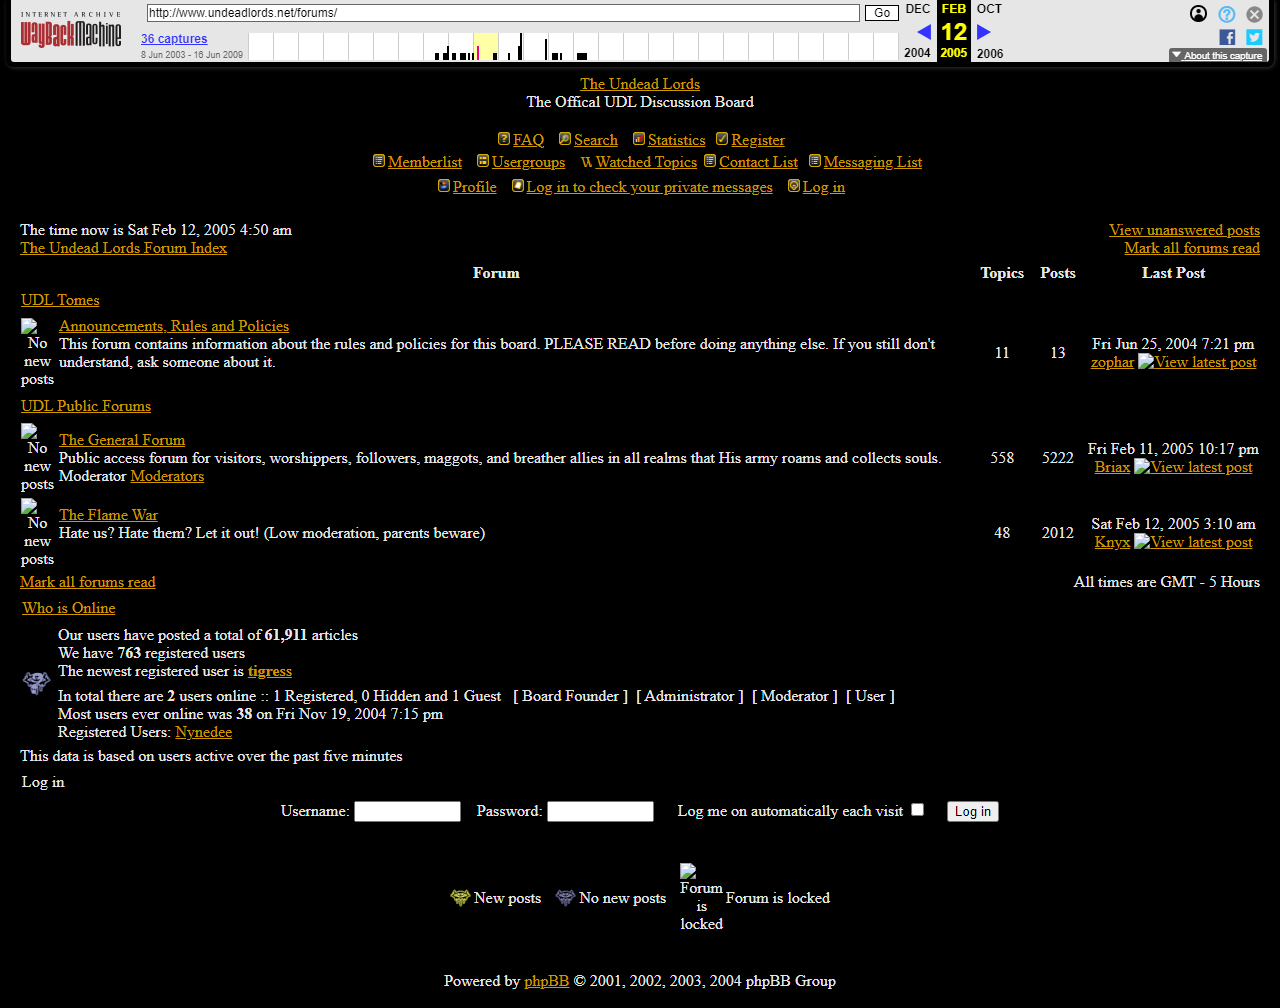 INTERNET ARCHIVE
WayBackMachine
http://www.undeadlords.net/forums/
Go
DEC FEB OCT
36 captures
12
8 Jun 2003 - 16 Jun 2009
2004 2005 2006
About this capture
The Undead Lords
The Offical UDL Discussion Board
FAQ Search Statistics Register
Memberlist Usergroups Watched Topics Contact List Messaging List
Profile Log in to check your private messages Log in
The time now is Sat Feb 12, 2005 4:50 am
View unanswered posts
The Undead Lords Forum Index
Mark all forums read
Forum Topics Posts Last Post
UDL Tomes
No new posts
Announcements, Rules and Policies
This forum contains information about the rules and policies for this board. PLEASE READ before doing anything else. If you still don't
understand, ask someone about it.
11 13
Fri Jun 25, 2004 7:21 pm
zophar View latest post
UDL Public Forums
No new posts
The General Forum
Public access forum for visitors, worshippers, followers, maggots, and breather allies in all realms that His army roams and collects souls.
Moderator Moderators
558 5222
Fri Feb 11, 2005 10:17 pm
Briax View latest post
No new posts
The Flame War
Hate us? Hate them? Let it out! (Low moderation, parents beware)
48 2012
Sat Feb 12, 2005 3:10 am
Knyx View latest post
Mark all forums read
All times are GMT - 5 Hours
Who is Online
Our users have posted a total of 61,911 articles
We have 763 registered users
The newest registered user is tigress
In total there are 2 users online :: 1 Registered, 0 Hidden and 1 Guest [ Board Founder ] [ Administrator ] [ Moderator ] [ User ]
Most users ever online was 38 on Fri Nov 19, 2004 7:15 pm
Registered Users: Nynedee
This data is based on users active over the past five minutes
Log in
Username: Password: Log me on automatically each visit Log in
New posts No new posts Forum is locked Forum is locked
Powered by phpBB © 2001, 2002, 2003, 2004 phpBB Group